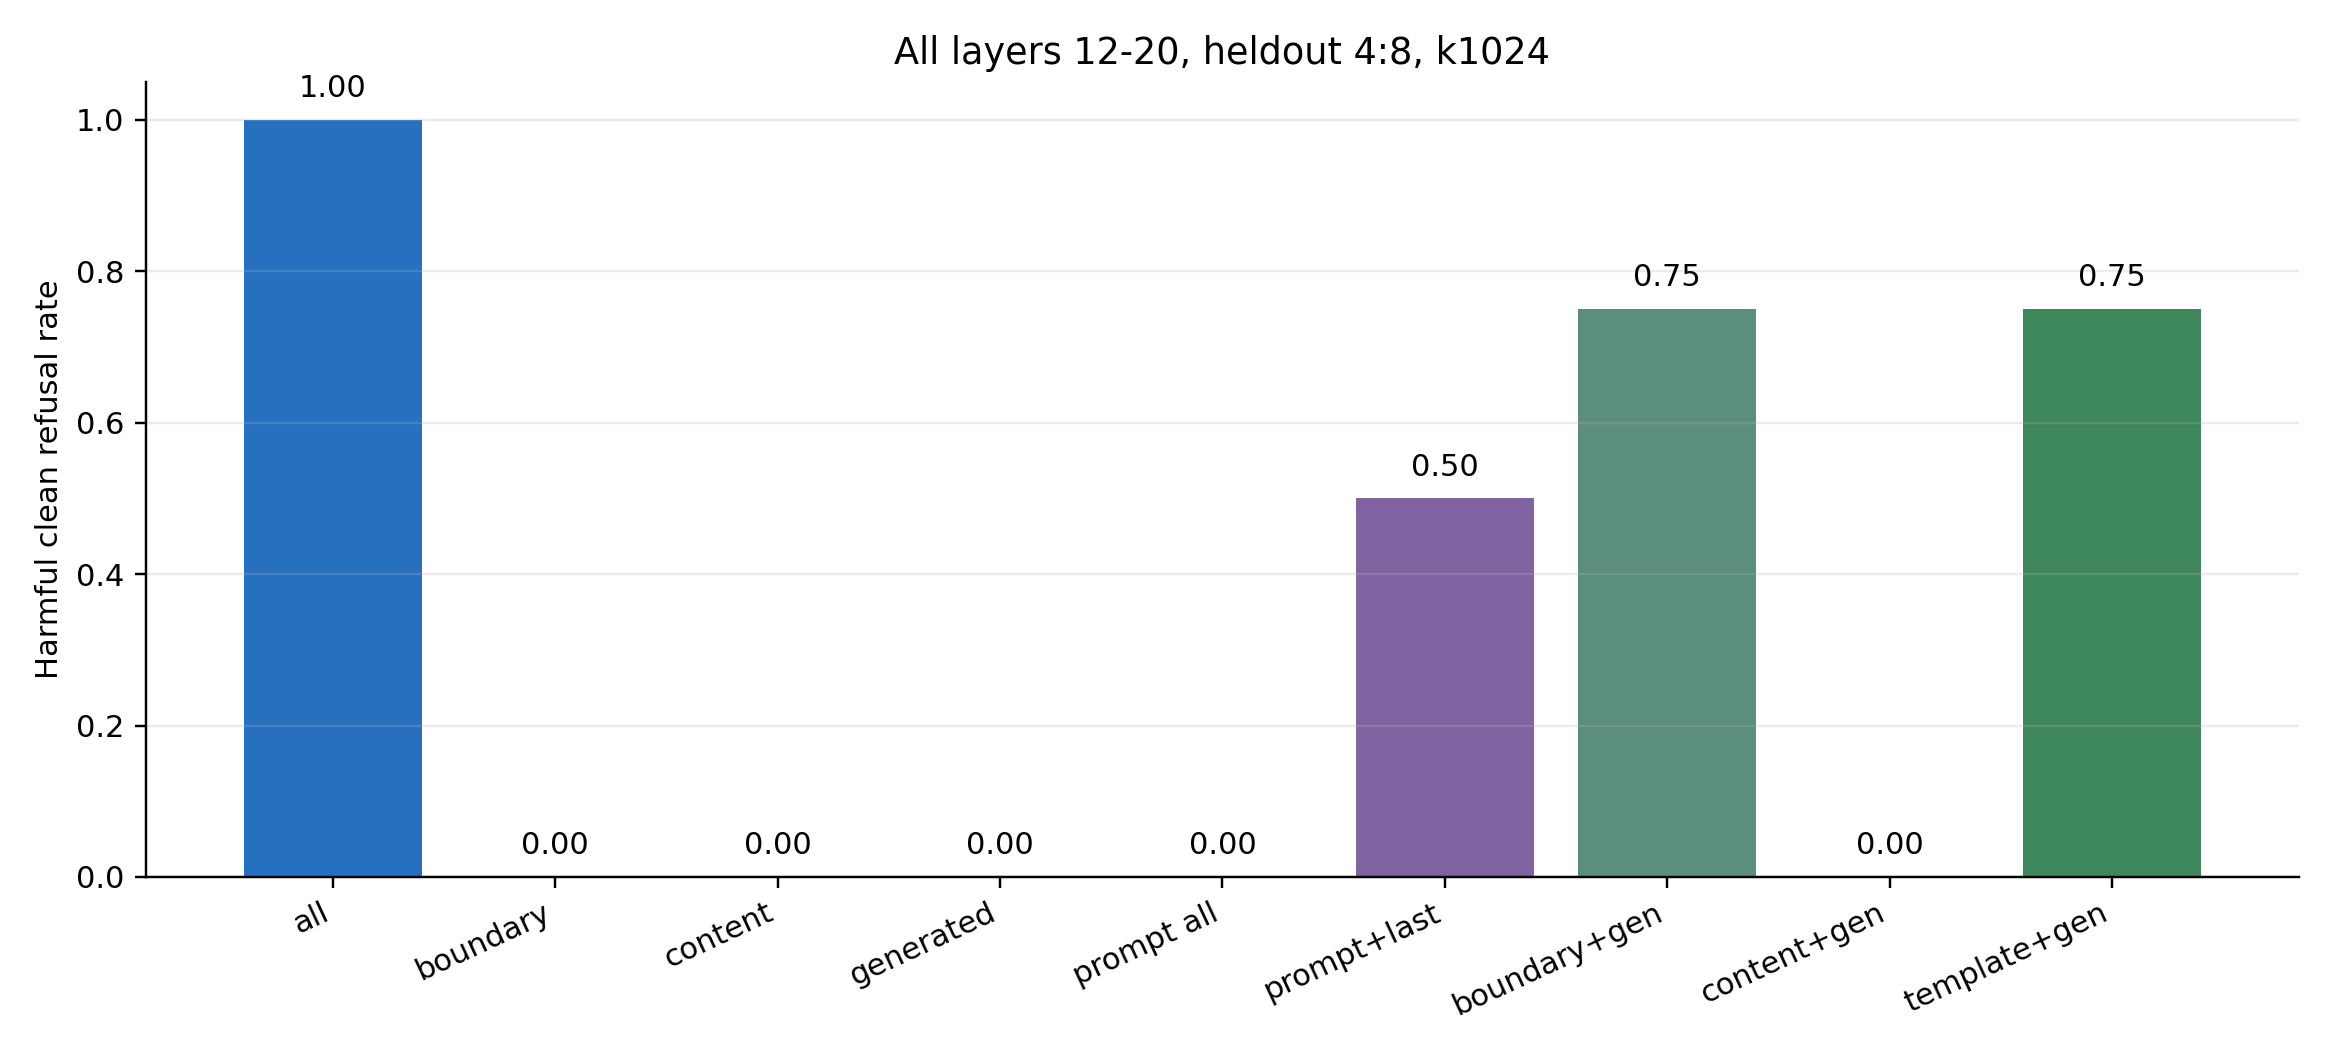 All layers 12-20, heldout 4:8, k1024
Harmful clean refusal rate
1.0
0.8
0.6
0.4
0.2
0.0
1.00
0.00
0.00
0.00
0.00
0.50
0.75
0.00
0.75
all
boundary
content
generated
prompt all
prompt+last
boundary+gen
content+gen
template+gen